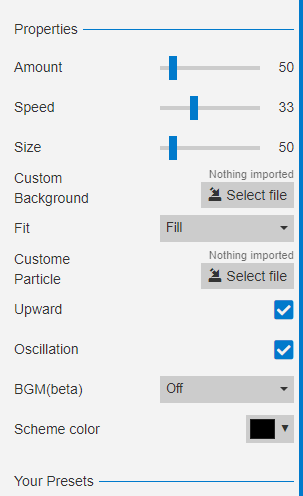 Properties
Amount 50
Speed 33
Size 50
Custom Background
Nothing imported
Select file
Fit Fill
Custome Particle
Nothing imported
Select file
Upward
Oscillation
BGM(beta) Off
Scheme color
Your Presets